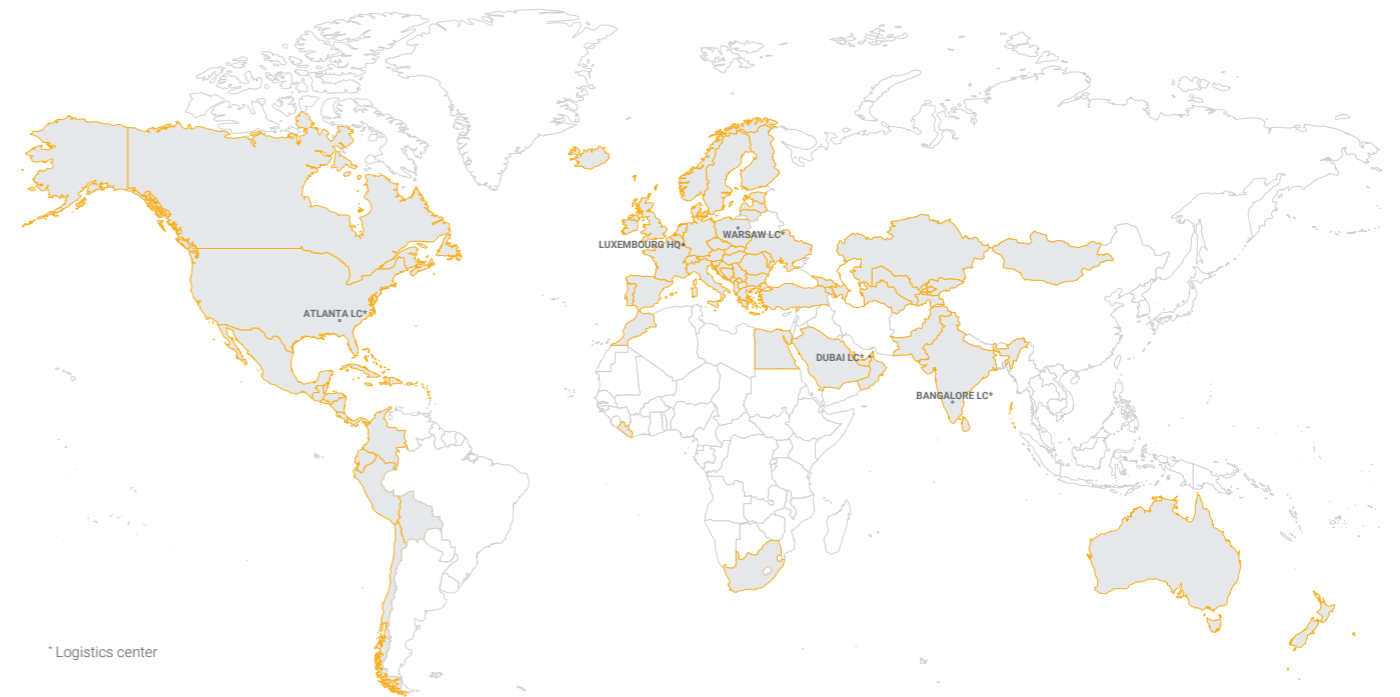 WARSAW LC*
LUXEMBOURG HQ*
ATLANTA LC*
DUBAI LC*
BANGALORE LC*
* Logistics center